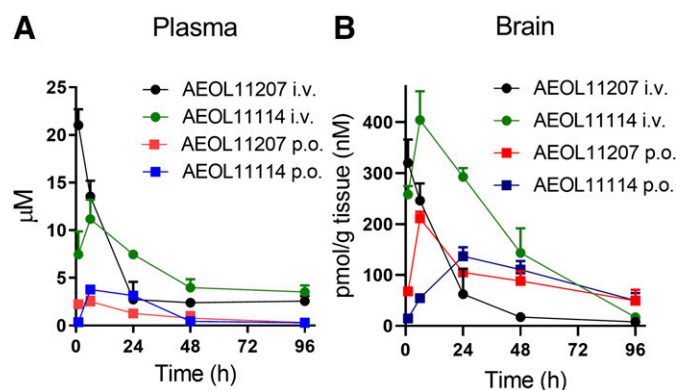 A Plasma
25
20
15
10
5
0
μM
0 24 48 72 96
Time (h)
AEOL11207 i.v.
AEOL11114 i.v.
AEOL11207 p.o.
AEOL11114 p.o.
B Brain
400
300
200
100
0
pmol/g tissue (nM)
0 24 48 72 96
Time (h)
AEOL11207 i.v.
AEOL11114 i.v.
AEOL11207 p.o.
AEOL11114 p.o.